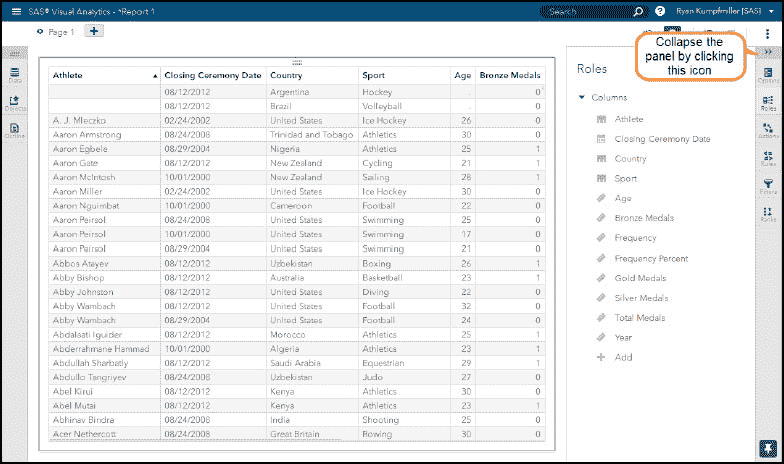 SAS® Visual Analytics - *Report 1
Search
Ryan Kumpfmiller [SAS]
Page 1
Collapse the
panel by clicking
this icon
Data
Objects
Outline
Athlete Closing Ceremony Date Country Sport Age Bronze Medals
08/12/2012 Argentina Hockey . 0
08/12/2012 Brazil Volleyball . 0
A. J. Mleczko 02/24/2002 United States Ice Hockey 26 0
Aaron Armstrong 08/24/2008 Trinidad and Tobago Athletics 30 0
Aaron Egbele 08/29/2004 Nigeria Athletics 25 1
Aaron Gate 08/12/2012 New Zealand Cycling 21 1
Aaron McIntosh 10/01/2000 New Zealand Sailing 28 1
Aaron Miller 02/24/2002 United States Ice Hockey 30 0
Aaron Nguimbat 10/01/2000 Cameroon Football 22 0
Aaron Peirsol 08/24/2008 United States Swimming 25 0
Aaron Peirsol 10/01/2000 United States Swimming 17 0
Aaron Peirsol 08/29/2004 United States Swimming 21 0
Abbos Atayev 08/12/2012 Uzbekistan Boxing 26 1
Abby Bishop 08/12/2012 Australia Basketball 23 1
Abby Johnston 08/12/2012 United States Diving 22 0
Abby Wambach 08/12/2012 United States Football 32 0
Abby Wambach 08/29/2004 United States Football 24 0
Abdalaati Iguider 08/12/2012 Morocco Athletics 25 1
Abderrahmane Hammad 10/01/2000 Algeria Athletics 23 1
Abdullah Sharbatly 08/12/2012 Saudi Arabia Equestrian 29 1
Abdullo Tangriyev 08/24/2008 Uzbekistan Judo 27 0
Abel Kirui 08/12/2012 Kenya Athletics 30 0
Abel Mutai 08/12/2012 Kenya Athletics 23 1
Abhinav Bindra 08/24/2008 India Shooting 25 0
Acer Nethercott 08/24/2008 Great Britain Rowing 30 0
Roles
Columns
Athlete
Closing Ceremony Date
Country
Sport
Age
Bronze Medals
Frequency
Frequency Percent
Gold Medals
Silver Medals
Total Medals
Year
Add
Options
Roles
Actions
Rules
Filters
Ranks